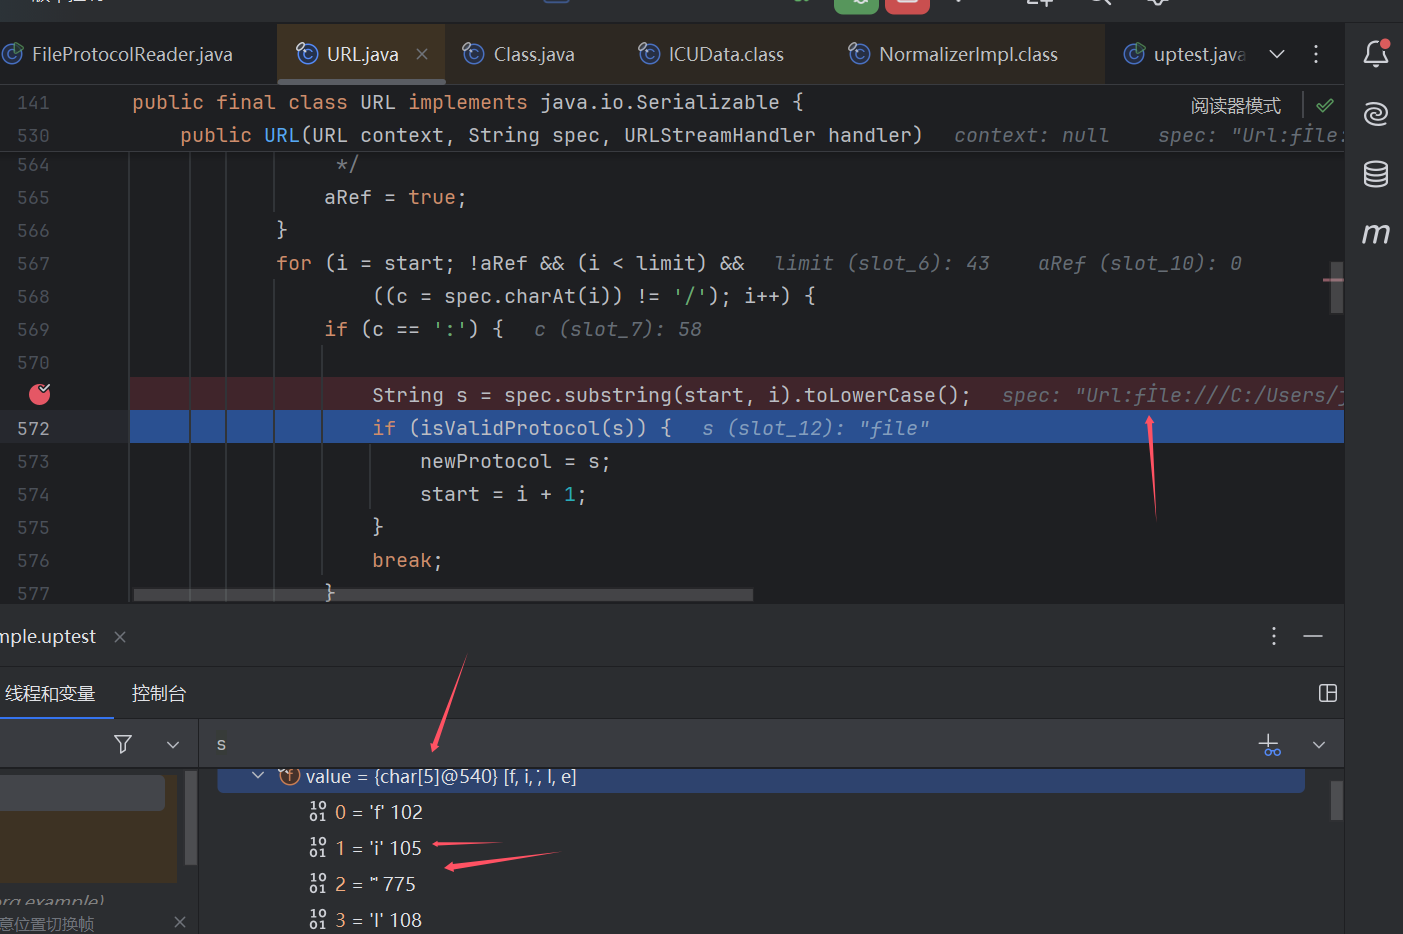 FileProtocolReader.java
URL.java
Class.java
ICUData.class
NormalizerImpl.class
uptest.java
141 public final class URL implements java.io.Serializable {
阅读器模式
530 public URL(URL context, String spec, URLStreamHandler handler) context: null spec: "Url:fİle:
564 */
565 aRef = true;
566 }
567 for (i = start; !aRef && (i < limit) && limit (slot_6): 43 aRef (slot_10): 0
568 ((c = spec.charAt(i)) != '/'); i++) {
569 if (c == ':') { c (slot_7): 58
570
String s = spec.substring(start, i).toLowerCase(); spec: "Url:fİle:///C:/Users/
572 if (isValidProtocol(s)) { s (slot_12): "fi̇le"
573 newProtocol = s;
574 start = i + 1;
575 }
576 break;
577 }
mple.uptest
线程和变量
控制台
s
value = {char[5]@540} [f, i, ̇, l, e]
0 = 'f' 102
1 = 'i' 105
2 = '̇' 775
3 = 'l' 108
org.example)
意位置切换帧
m